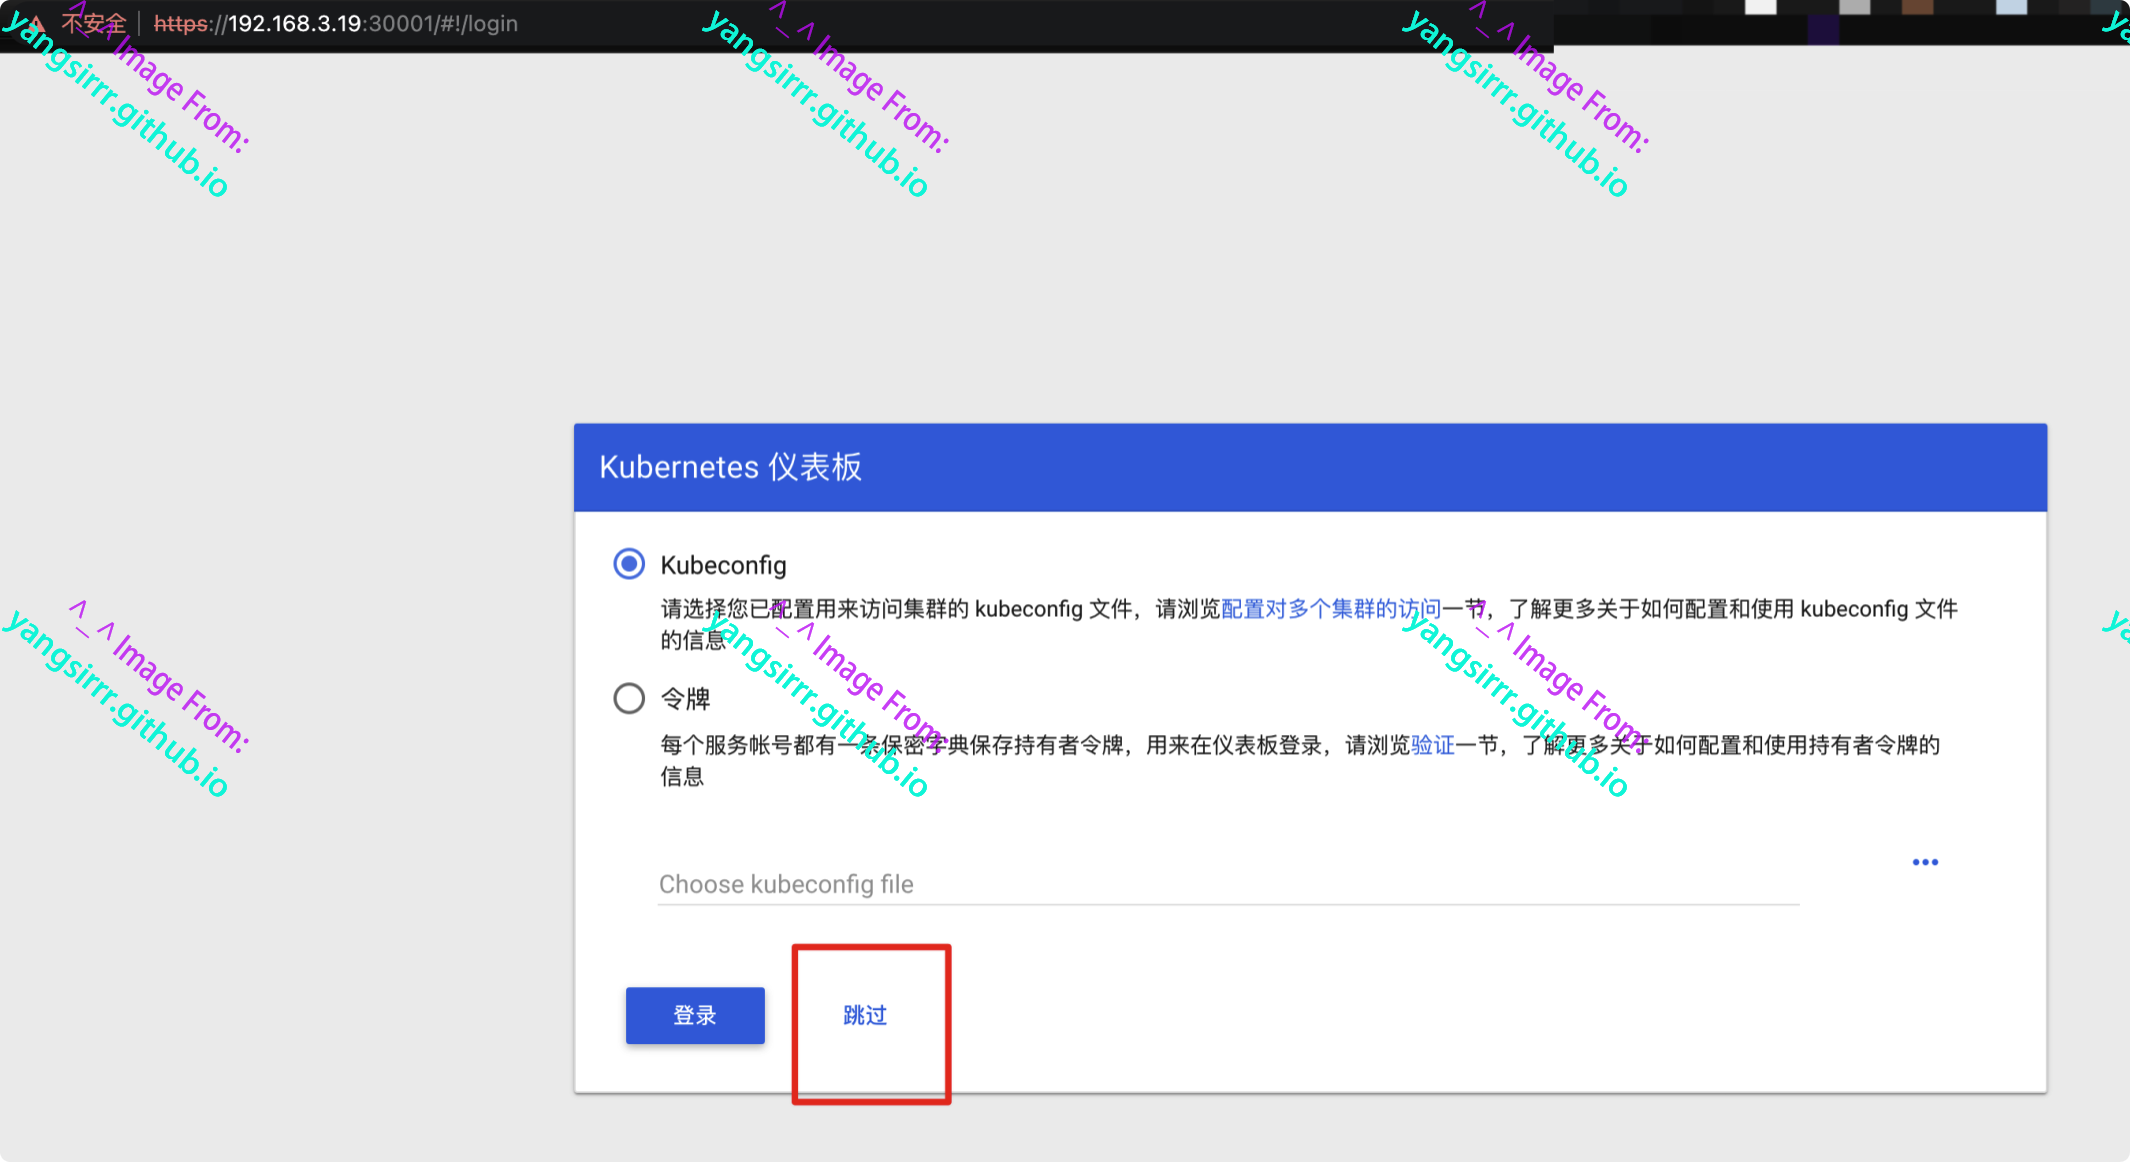 不安全 https://192.168.3.19:30001/#!/login
^_^ Image From:
yangsirrr.github.io
^_^ Image From:
yangsirrr.github.io
^_^ Image From:
yangsirrr.github.io
Kubernetes 仪表板
Kubeconfig
请选择您已配置用来访问集群的 kubeconfig 文件，请浏览配置对多个集群的访问一节，了解更多关于如何配置和使用 kubeconfig 文件
的信息
令牌
每个服务帐号都有一条保密字典保存持有者令牌，用来在仪表板登录，请浏览验证一节，了解更多关于如何配置和使用持有者令牌的
信息
^_^ Image From:
yangsirrr.github.io
^_^ Image From:
yangsirrr.github.io
^_^ Image From:
yangsirrr.github.io
Choose kubeconfig file
登录 跳过